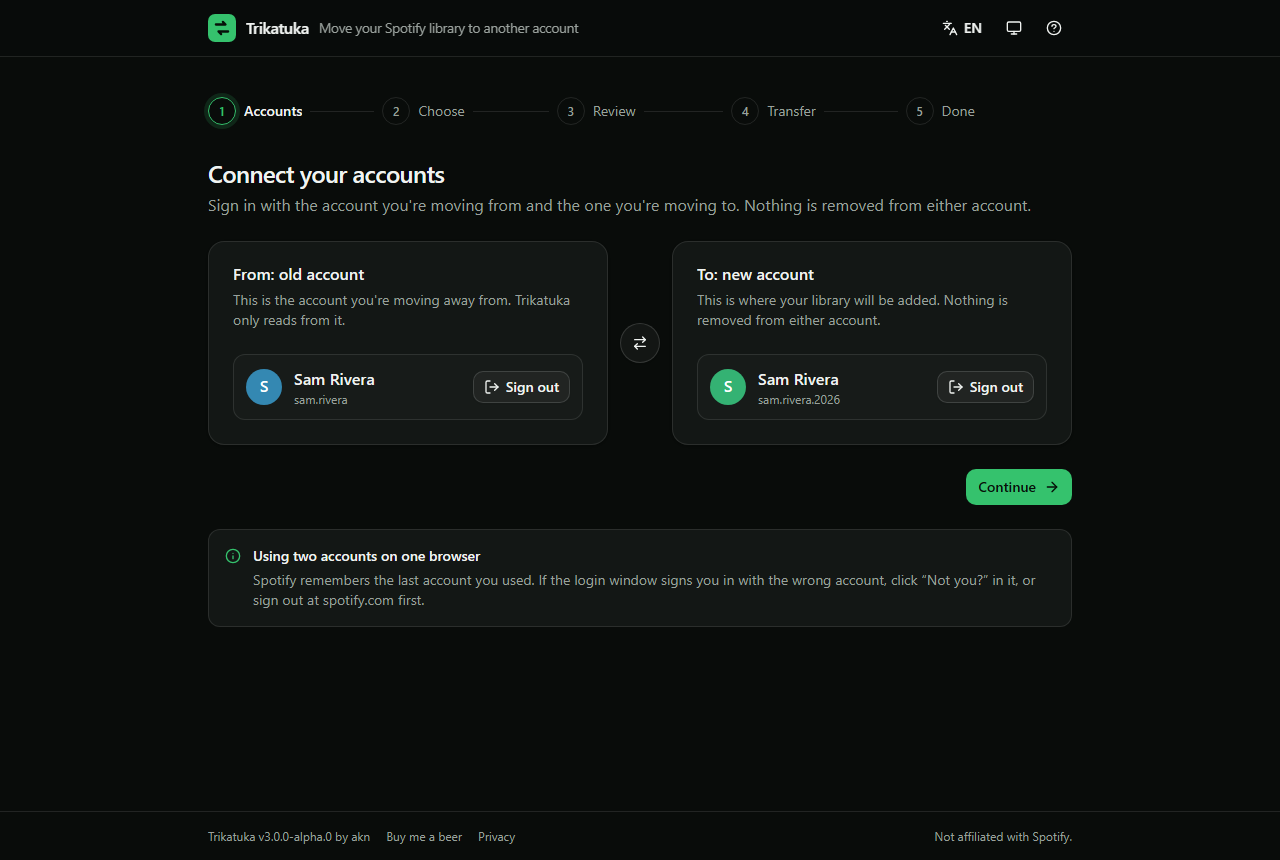 Trikatuka Move your Spotify library to another account
EN
1 Accounts
2 Choose
3 Review
4 Transfer
5 Done
Connect your accounts
Sign in with the account you're moving from and the one you're moving to. Nothing is removed from either account.
From: old account
This is the account you're moving away from. Trikatuka
only reads from it.
S
Sam Rivera
sam.rivera
Sign out
To: new account
This is where your library will be added. Nothing is
removed from either account.
S
Sam Rivera
sam.rivera.2026
Sign out
Continue
Using two accounts on one browser
Spotify remembers the last account you used. If the login window signs you in with the wrong account, click “Not you?” in it, or
sign out at spotify.com first.
Trikatuka v3.0.0-alpha.0 by akn
Buy me a beer
Privacy
Not affiliated with Spotify.